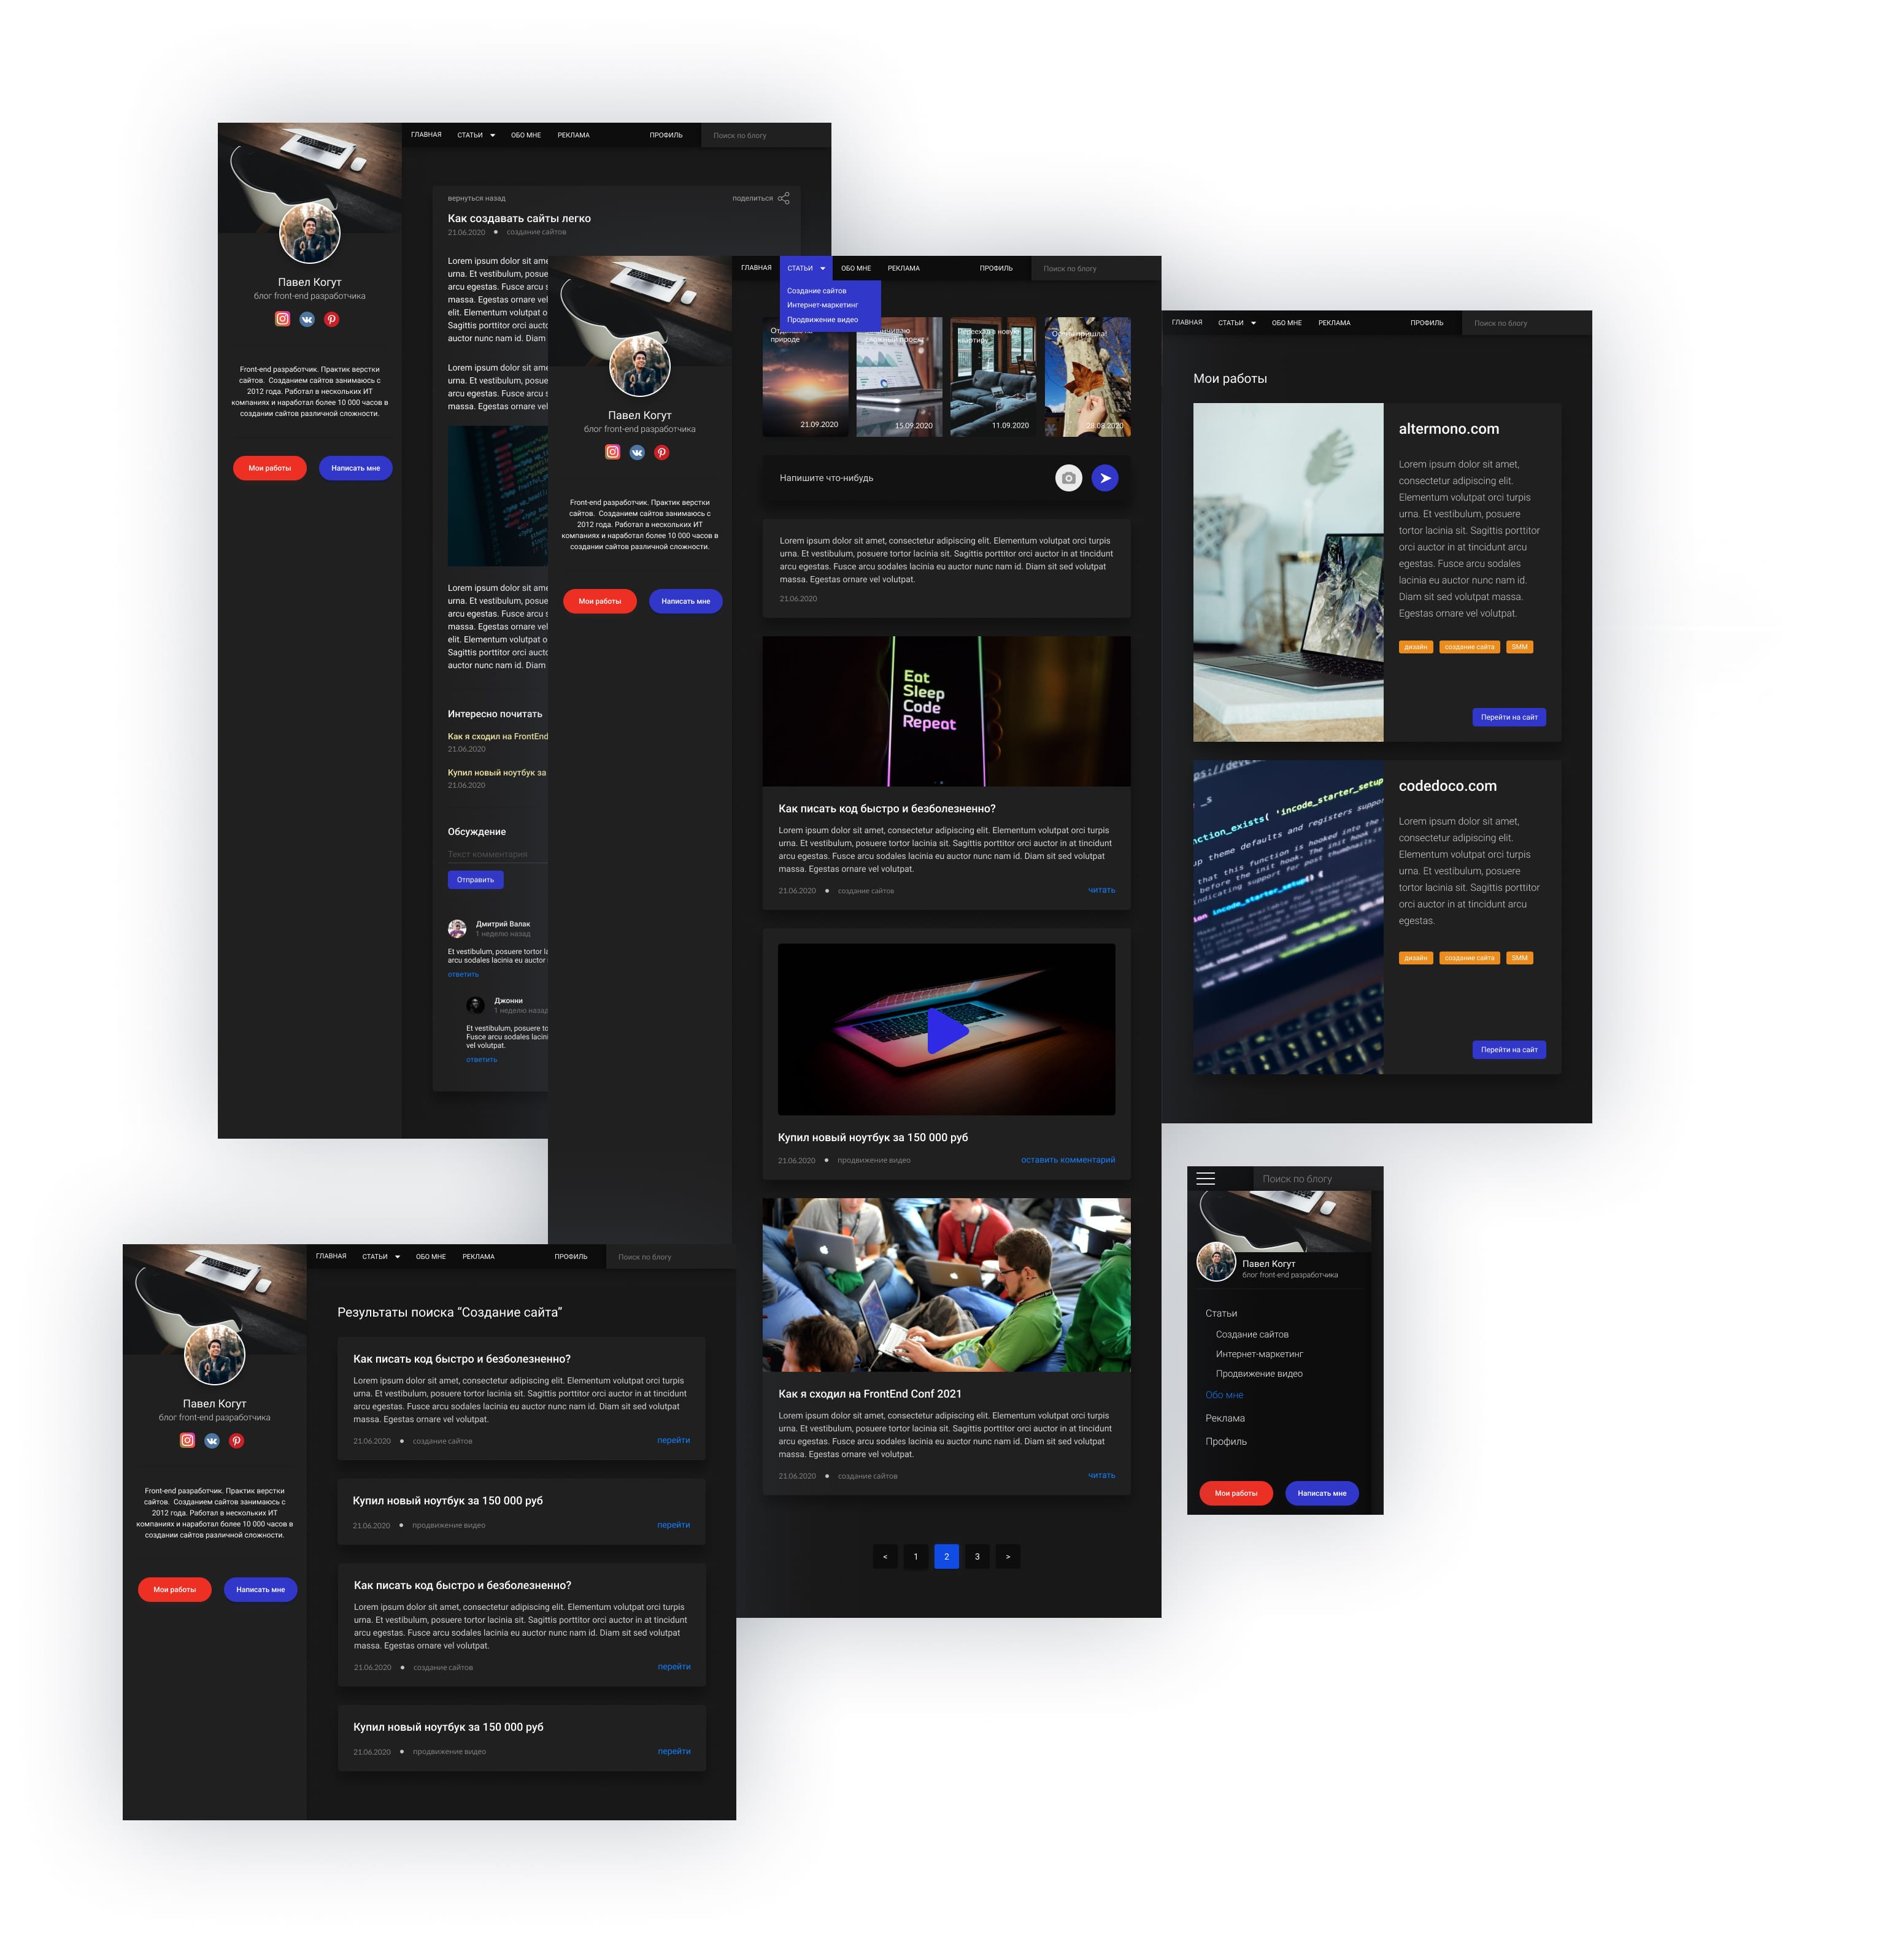 ГЛАВНАЯ
СТАТЬИ
ОБО МНЕ
РЕКЛАМА
ПРОФИЛЬ
Поиск по блогу
Павел Когут
блог front-end разработчика
Front-end разработчик. Практик верстки
сайтов. Созданием сайтов занимаюсь с
2012 года. Работал в нескольких ИТ
компаниях и наработал более 10 000 часов в
создании сайтов различной сложности.
Мои работы
Написать мне
вернуться назад
поделиться
Как создавать сайты легко
21.06.2020
создание сайтов
Lorem ipsum dolor sit ame
urna. Et vestibulum, posue
arcu egestas. Fusce arcu s
massa. Egestas ornare vel
elit. Elementum volutpat o
Sagittis porttitor orci aucto
auctor nunc nam id. Diam
Lorem ipsum dolor sit ame
urna. Et vestibulum, posue
arcu egestas. Fusce arcu s
massa. Egestas ornare vel
Lorem ipsum dolor sit ame
urna. Et vestibulum, posue
arcu egestas. Fusce arcu s
massa. Egestas ornare vel
elit. Elementum volutpat o
Sagittis porttitor orci aucto
auctor nunc nam id. Diam
Интересно почитать
Как я сходил на FrontEnd
21.06.2020
Купил новый ноутбук за
21.06.2020
Обсуждение
Текст комментария
Отправить
Дмитрий Валак
1 неделю назад
Et vestibulum, posuere tortor la
arcu sodales lacinia eu auctor
ответить
Джонни
1 неделю назад
Et vestibulum, posuere to
Fusce arcu sodales lacini
vel volutpat.
ответить
ГЛАВНАЯ
СТАТЬИ
ОБО МНЕ
РЕКЛАМА
ПРОФИЛЬ
Поиск по блогу
Создание сайтов
Интернет-маркетинг
Продвижение видео
Павел Когут
блог front-end разработчика
Front-end разработчик. Практик верстки
сайтов. Созданием сайтов занимаюсь с
2012 года. Работал в нескольких ИТ
компаниях и наработал более 10 000 часов в
создании сайтов различной сложности.
Мои работы
Написать мне
природе
21.09.2020
проект
15.09.2020
Переехал в новую
квартиру
11.09.2020
Осень пришла!
28.08.2020
Напишите что-нибудь
Lorem ipsum dolor sit amet, consectetur adipiscing elit. Elementum volutpat orci turpis
urna. Et vestibulum, posuere tortor lacinia sit. Sagittis porttitor orci auctor in at tincidunt
arcu egestas. Fusce arcu sodales lacinia eu auctor nunc nam id. Diam sit sed volutpat
massa. Egestas ornare vel volutpat.
21.06.2020
Eat
Sleep
Code
Repeat
Как писать код быстро и безболезненно?
Lorem ipsum dolor sit amet, consectetur adipiscing elit. Elementum volutpat orci turpis
urna. Et vestibulum, posuere tortor lacinia sit. Sagittis porttitor orci auctor in at tincidunt
arcu egestas. Fusce arcu sodales lacinia eu auctor nunc nam id. Diam sit sed volutpat
massa. Egestas ornare vel volutpat.
21.06.2020
создание сайтов
читать
Купил новый ноутбук за 150 000 руб
21.06.2020
продвижение видео
оставить комментарий
Как я сходил на FrontEnd Conf 2021
Lorem ipsum dolor sit amet, consectetur adipiscing elit. Elementum volutpat orci turpis
urna. Et vestibulum, posuere tortor lacinia sit. Sagittis porttitor orci auctor in at tincidunt
arcu egestas. Fusce arcu sodales lacinia eu auctor nunc nam id. Diam sit sed volutpat
massa. Egestas ornare vel volutpat.
21.06.2020
создание сайтов
читать
< 1 2 3 >
ГЛАВНАЯ
СТАТЬИ
ОБО МНЕ
РЕКЛАМА
ПРОФИЛЬ
Поиск по блогу
Мои работы
altermono.com
Lorem ipsum dolor sit amet,
consectetur adipiscing elit.
Elementum volutpat orci turpis
urna. Et vestibulum, posuere
tortor lacinia sit. Sagittis porttitor
orci auctor in at tincidunt arcu
egestas. Fusce arcu sodales
lacinia eu auctor nunc nam id.
Diam sit sed volutpat massa.
Egestas ornare vel volutpat.
дизайн
создание сайта
SMM
Перейти на сайт
codedoco.com
Lorem ipsum dolor sit amet,
consectetur adipiscing elit.
Elementum volutpat orci turpis
urna. Et vestibulum, posuere
tortor lacinia sit. Sagittis porttitor
orci auctor in at tincidunt arcu
egestas.
дизайн
создание сайта
SMM
Перейти на сайт
Поиск по блогу
Павел Когут
блог front-end разработчика
Статьи
Создание сайтов
Интернет-маркетинг
Продвижение видео
Обо мне
Реклама
Профиль
Мои работы
Написать мне
ГЛАВНАЯ
СТАТЬИ
ОБО МНЕ
РЕКЛАМА
ПРОФИЛЬ
Поиск по блогу
Павел Когут
блог front-end разработчика
Front-end разработчик. Практик верстки
сайтов. Созданием сайтов занимаюсь с
2012 года. Работал в нескольких ИТ
компаниях и наработал более 10 000 часов в
создании сайтов различной сложности.
Мои работы
Написать мне
Результаты поиска “Создание сайта”
Как писать код быстро и безболезненно?
Lorem ipsum dolor sit amet, consectetur adipiscing elit. Elementum volutpat orci turpis
urna. Et vestibulum, posuere tortor lacinia sit. Sagittis porttitor orci auctor in at tincidunt
arcu egestas. Fusce arcu sodales lacinia eu auctor nunc nam id. Diam sit sed volutpat
massa. Egestas ornare vel volutpat.
21.06.2020
создание сайтов
перейти
Купил новый ноутбук за 150 000 руб
21.06.2020
продвижение видео
перейти
Как писать код быстро и безболезненно?
Lorem ipsum dolor sit amet, consectetur adipiscing elit. Elementum volutpat orci turpis
urna. Et vestibulum, posuere tortor lacinia sit. Sagittis porttitor orci auctor in at tincidunt
arcu egestas. Fusce arcu sodales lacinia eu auctor nunc nam id. Diam sit sed volutpat
massa. Egestas ornare vel volutpat.
21.06.2020
создание сайтов
перейти
Купил новый ноутбук за 150 000 руб
21.06.2020
продвижение видео
перейти